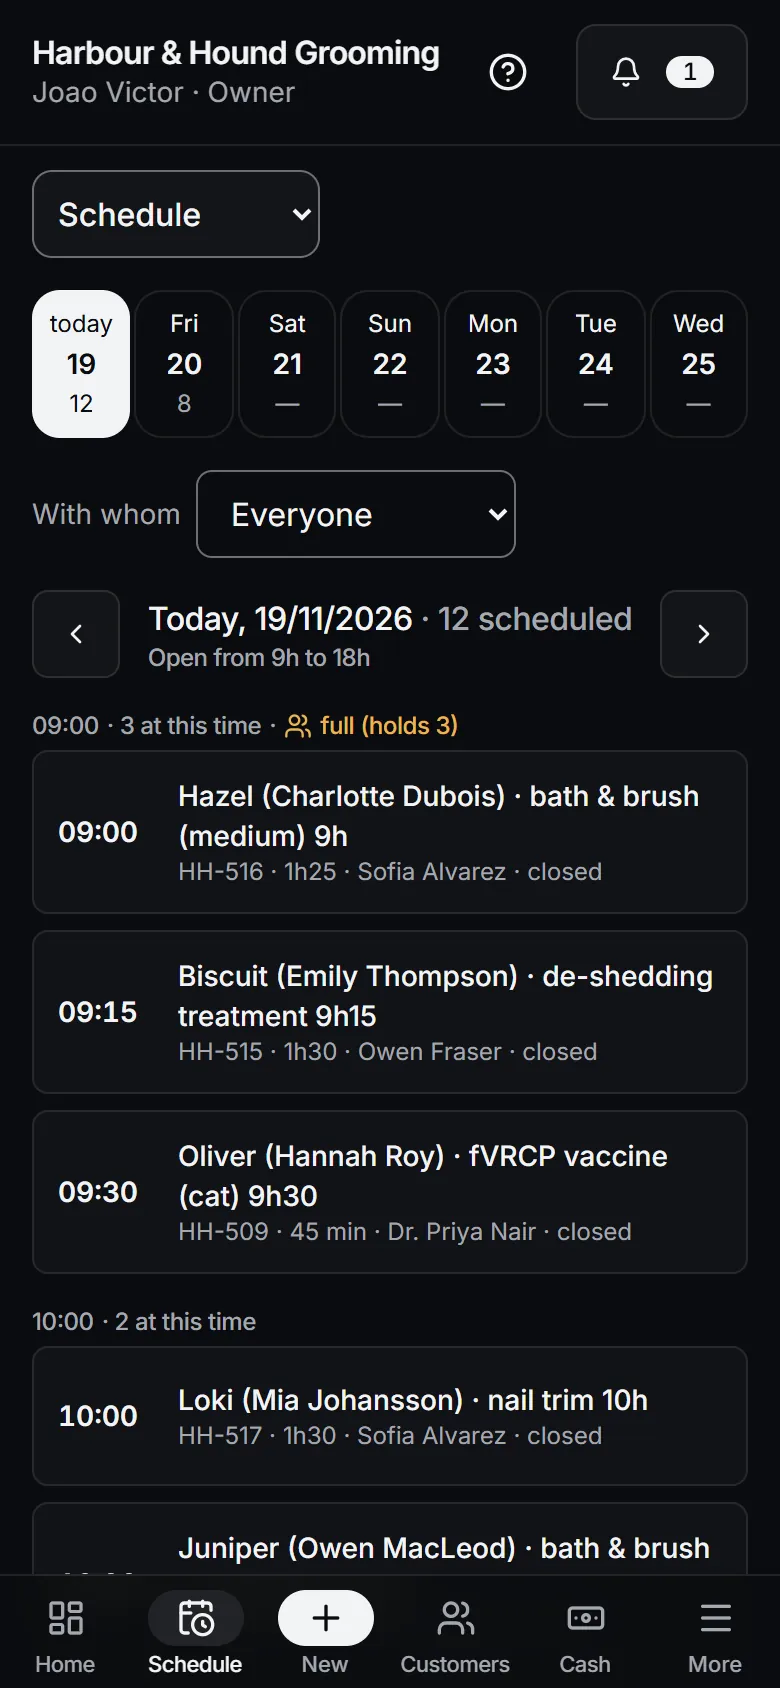 Harbour & Hound Grooming
Joao Victor · Owner
1
Schedule
today
19
12
Fri
20
8
Sat
21
—
Sun
22
—
Mon
23
—
Tue
24
—
Wed
25
—
With whom
Everyone
Today, 19/11/2026 · 12 scheduled
Open from 9h to 18h
09:00 · 3 at this time · full (holds 3)
09:00
Hazel (Charlotte Dubois) · bath & brush
(medium) 9h
HH-516 · 1h25 · Sofia Alvarez · closed
09:15
Biscuit (Emily Thompson) · de-shedding
treatment 9h15
HH-515 · 1h30 · Owen Fraser · closed
09:30
Oliver (Hannah Roy) · fVRCP vaccine
(cat) 9h30
HH-509 · 45 min · Dr. Priya Nair · closed
10:00 · 2 at this time
10:00
Loki (Mia Johansson) · nail trim 10h
HH-517 · 1h30 · Sofia Alvarez · closed
Juniper (Owen MacLeod) · bath & brush
Home
Schedule
New
Customers
Cash
More